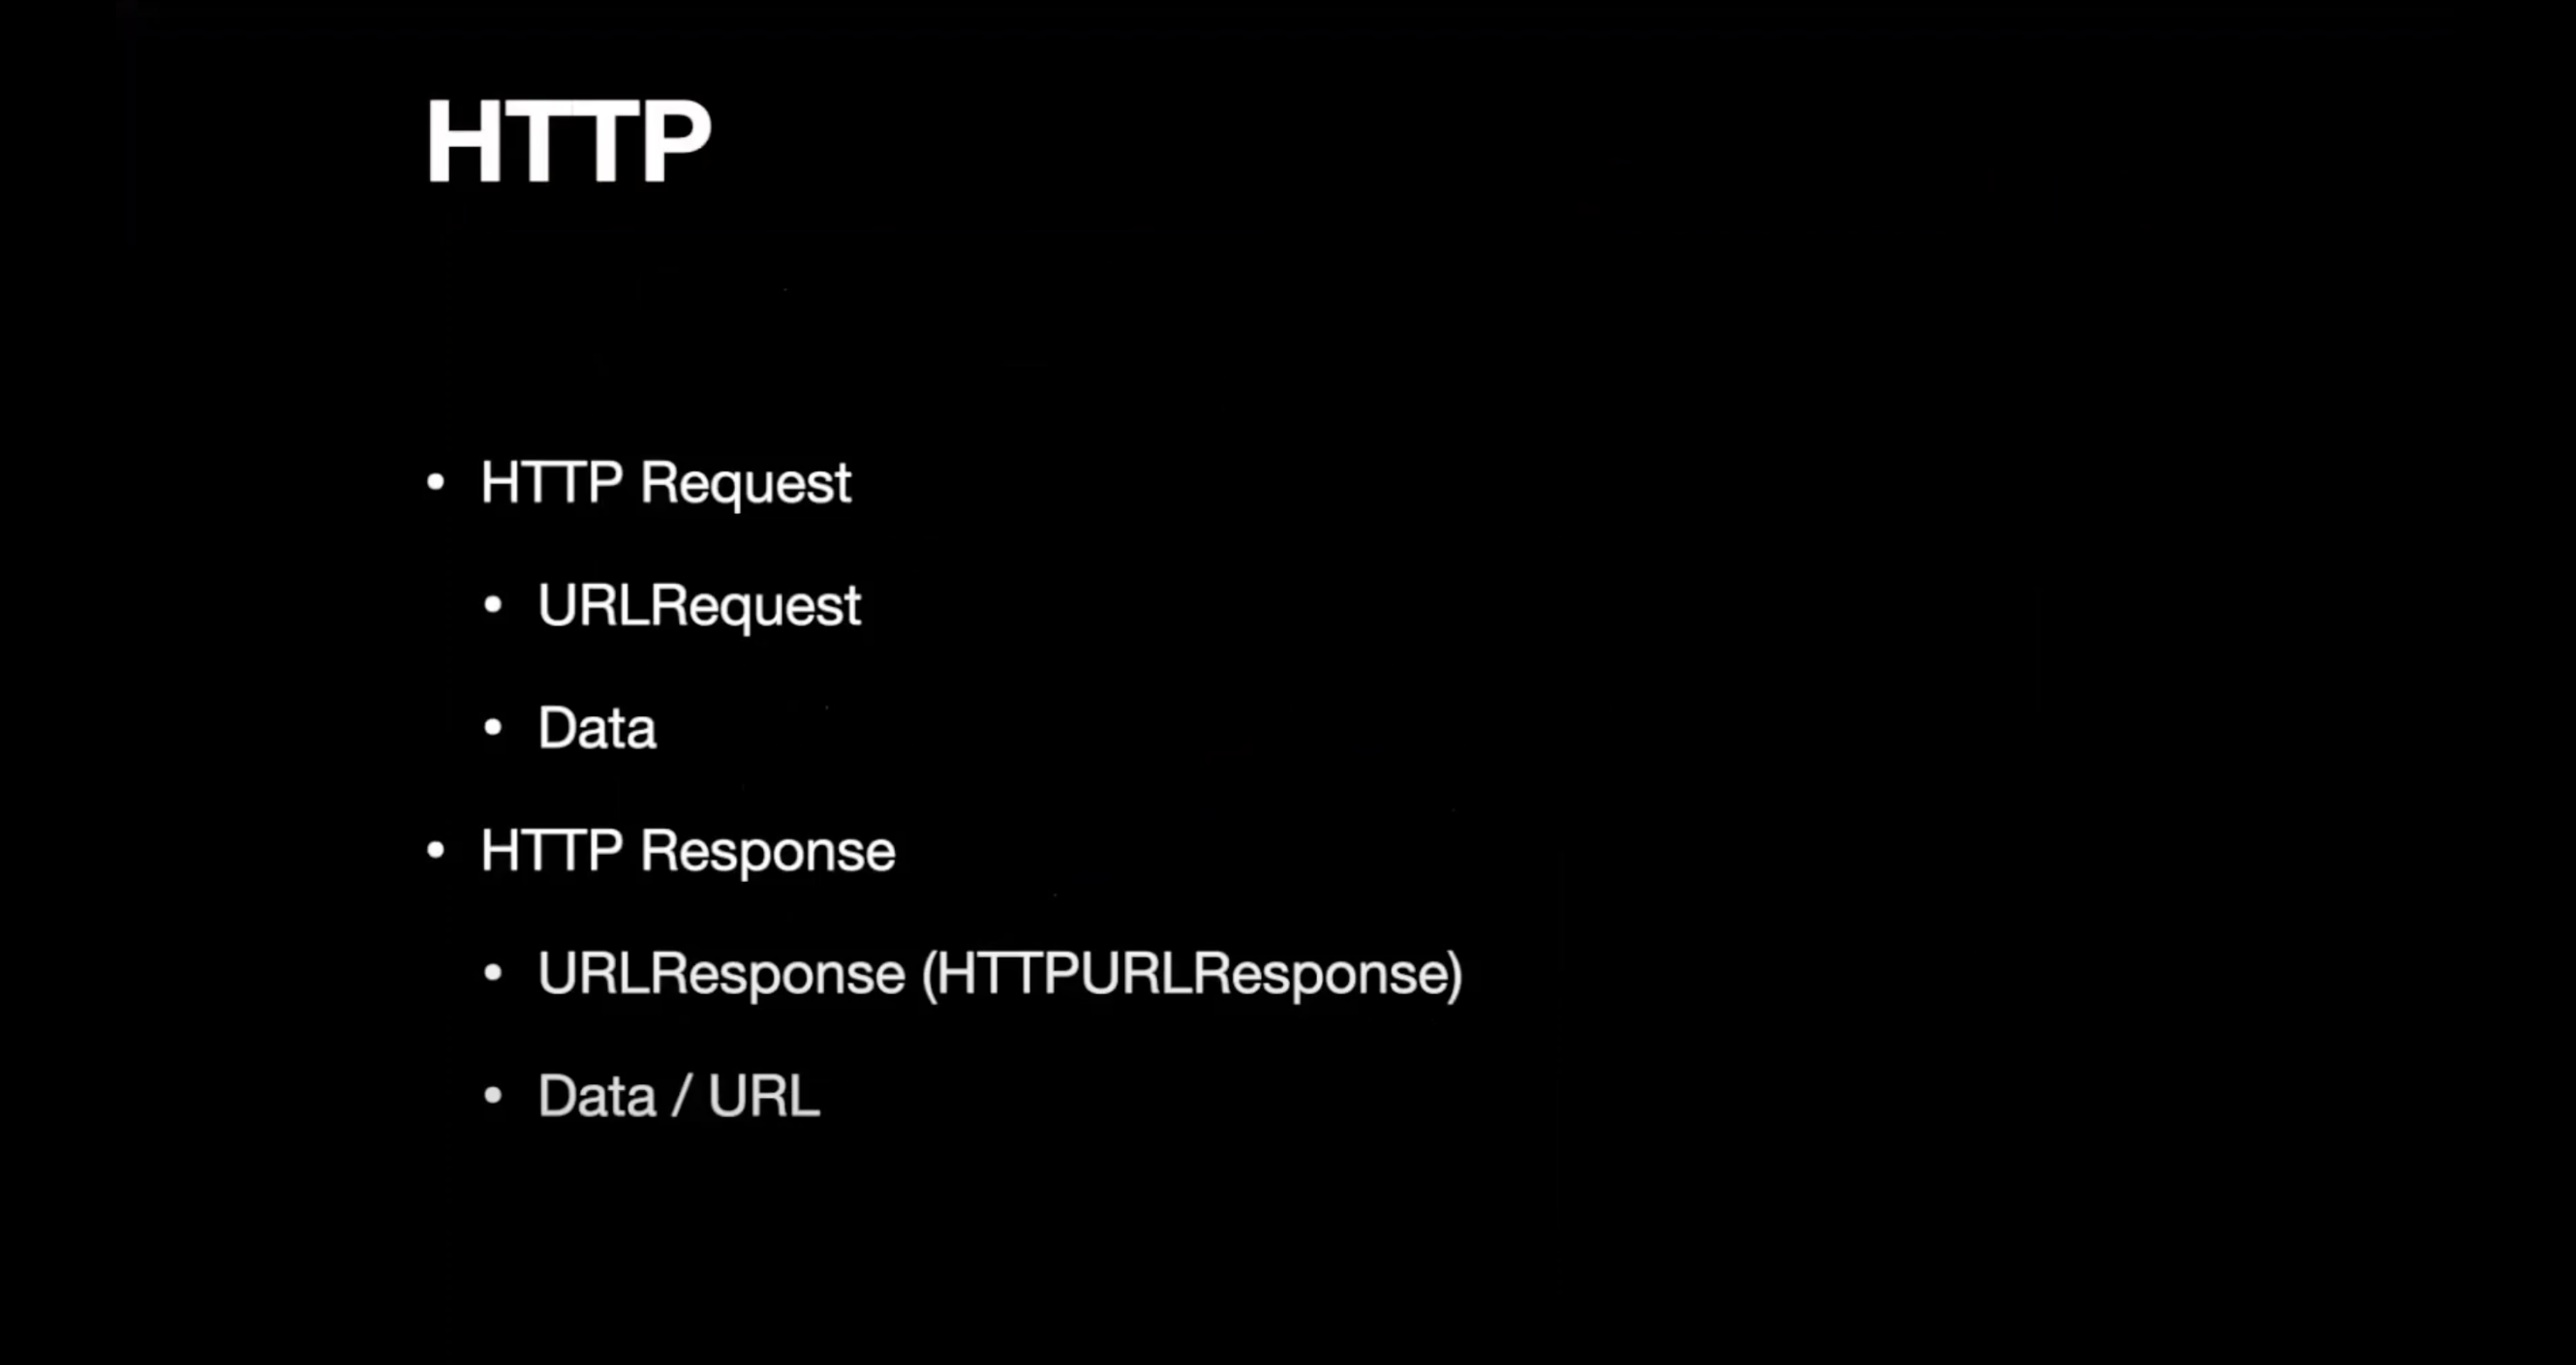 HTTP
• HTTP Request
• URLRequest
• Data
• HTTP Response
• URLResponse (HTTPURLResponse)
• Data / URL